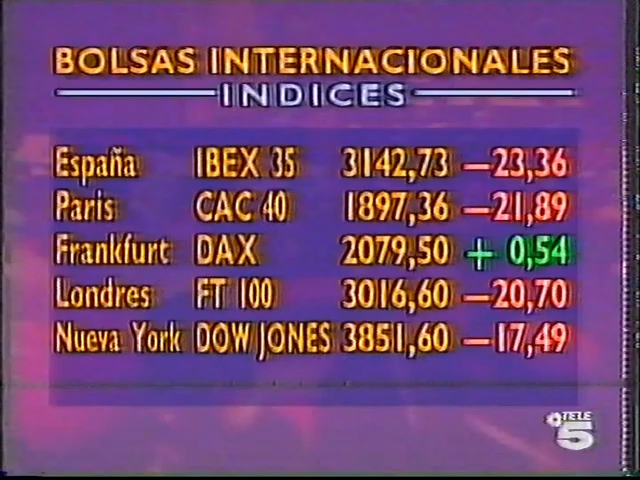 BOLSAS INTERNACIONALES
INDICES
España IBEX 35 3142,73 —23,36
Paris CAC 40 1897,36 —21,89
Frankfurt DAX 2079,50 + 0,54
Londres FT 100 3016,60 —20,70
Nueva York DOW JONES 3851,60 —17,49
TELE
5